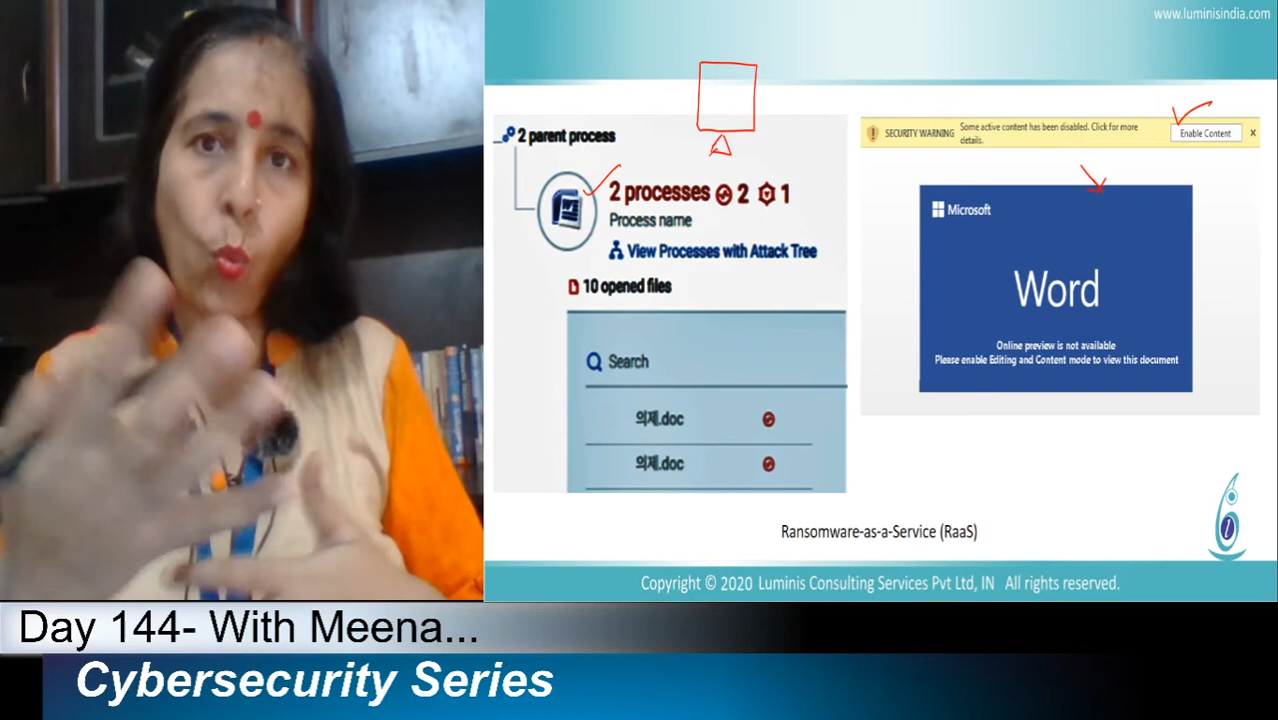 www.luminisindia.com
2 parent process
2 processes 2 1
Process name
View Processes with Attack Tree
10 opened files
Search
의제.doc
의제.doc
SECURITY WARNING Some active content has been disabled. Click for more
details.
Enable Content X
Microsoft
Word
Online preview is not available
Please enable Editing and Content mode to view this document
Ransomware-as-a-Service (RaaS)
Copyright © 2020 Luminis Consulting Services Pvt Ltd, IN All rights reserved.
Day 144- With Meena...
Cybersecurity Series